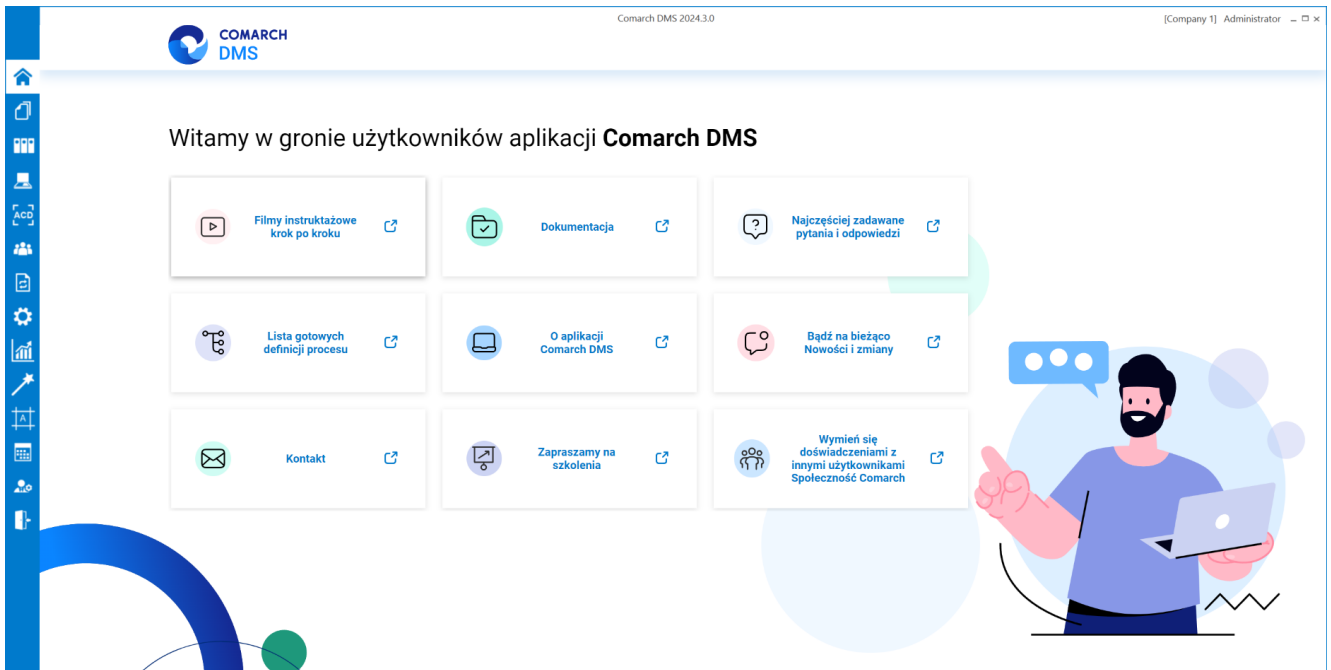 Comarch DMS 2024.3.0
[Company 1] Administrator
COMARCH
DMS
ACD
Witamy w gronie użytkowników aplikacji Comarch DMS
Filmy instruktażowe
krok po kroku
Dokumentacja
Najczęściej zadawane
pytania i odpowiedzi
Lista gotowych
definicji procesu
O aplikacji
Comarch DMS
Bądź na bieżąco
Nowości i zmiany
A
Kontakt
Zapraszamy na
szkolenia
Wymień się
doświadczeniami z
innymi użytkownikami
Społeczność Comarch